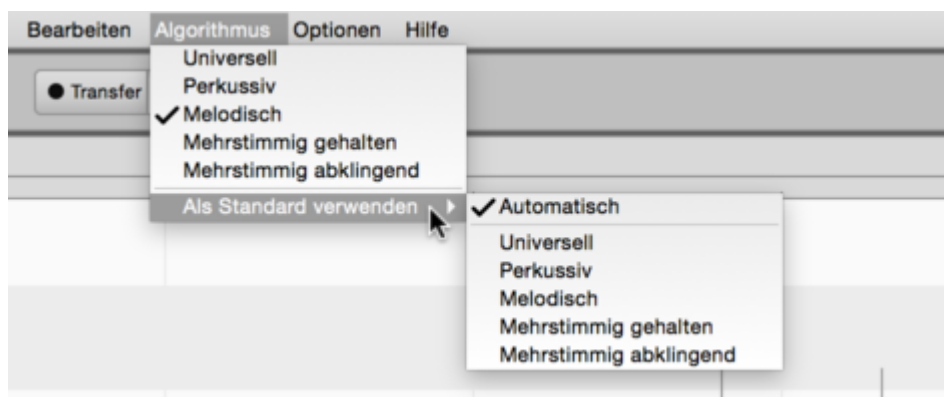 Bearbeiten Algorithmus Optionen Hilfe
Universell
Transfer
Perkussiv
Melodisch
Mehrstimmig gehalten
Mehrstimmig abklingend
Als Standard verwenden
Automatisch
Universell
Perkussiv
Melodisch
Mehrstimmig gehalten
Mehrstimmig abklingend